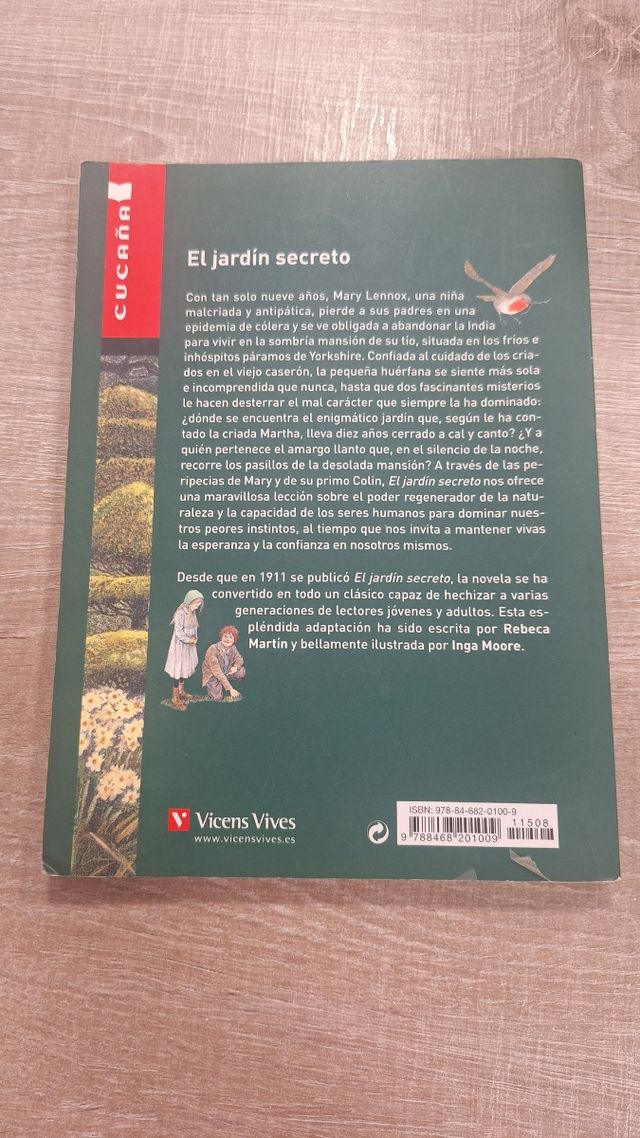 CUCAÑA
El jardín secreto
Con tan solo nueve años, Mary Lennox, una niña
malcriada y antipática, pierde a sus padres en una
epidemia de cólera y se ve obligada a abandonar la India
para vivir en la sombría mansión de su tío, situada en los fríos e
inhóspitos páramos de Yorkshire. Confiada al cuidado de los cria-
dos en el viejo caserón, la pequeña huérfana se siente más sola
e incomprendida que nunca, hasta que dos fascinantes misterios
le hacen desterrar el mal carácter que siempre la ha dominado:
¿dónde se encuentra el enigmático jardín que, según le ha con-
tado la criada Martha, lleva diez años cerrado a cal y canto? ¿Y a
quién pertenece el amargo llanto que, en el silencio de la noche,
recorre los pasillos de la desolada mansión? A través de las pe-
ripecias de Mary y de su primo Colin, El jardín secreto nos ofrece
una maravillosa lección sobre el poder regenerador de la natu-
raleza y la capacidad de los seres humanos para dominar nues-
tros peores instintos, al tiempo que nos invita a mantener vivas
la esperanza y la confianza en nosotros mismos.
Desde que en 1911 se publicó El jardín secreto, la novela se ha
convertido en todo un clásico capaz de hechizar a varias
generaciones de lectores jóvenes y adultos. Esta es-
pléndida adaptación ha sido escrita por Rebeca
Martín y bellamente ilustrada por Inga Moore.
Vicens Vives
www.vicensvives.es
ISBN: 978-84-682-0100-9
11508
9 788468 201009